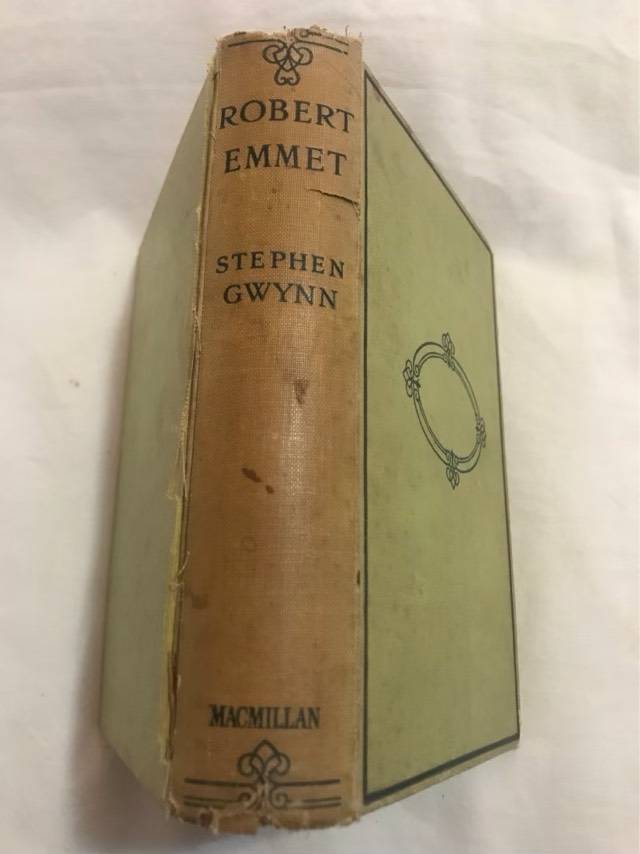 ROBERT
EMMET
STEPHEN
GWYNN
MACMILLAN